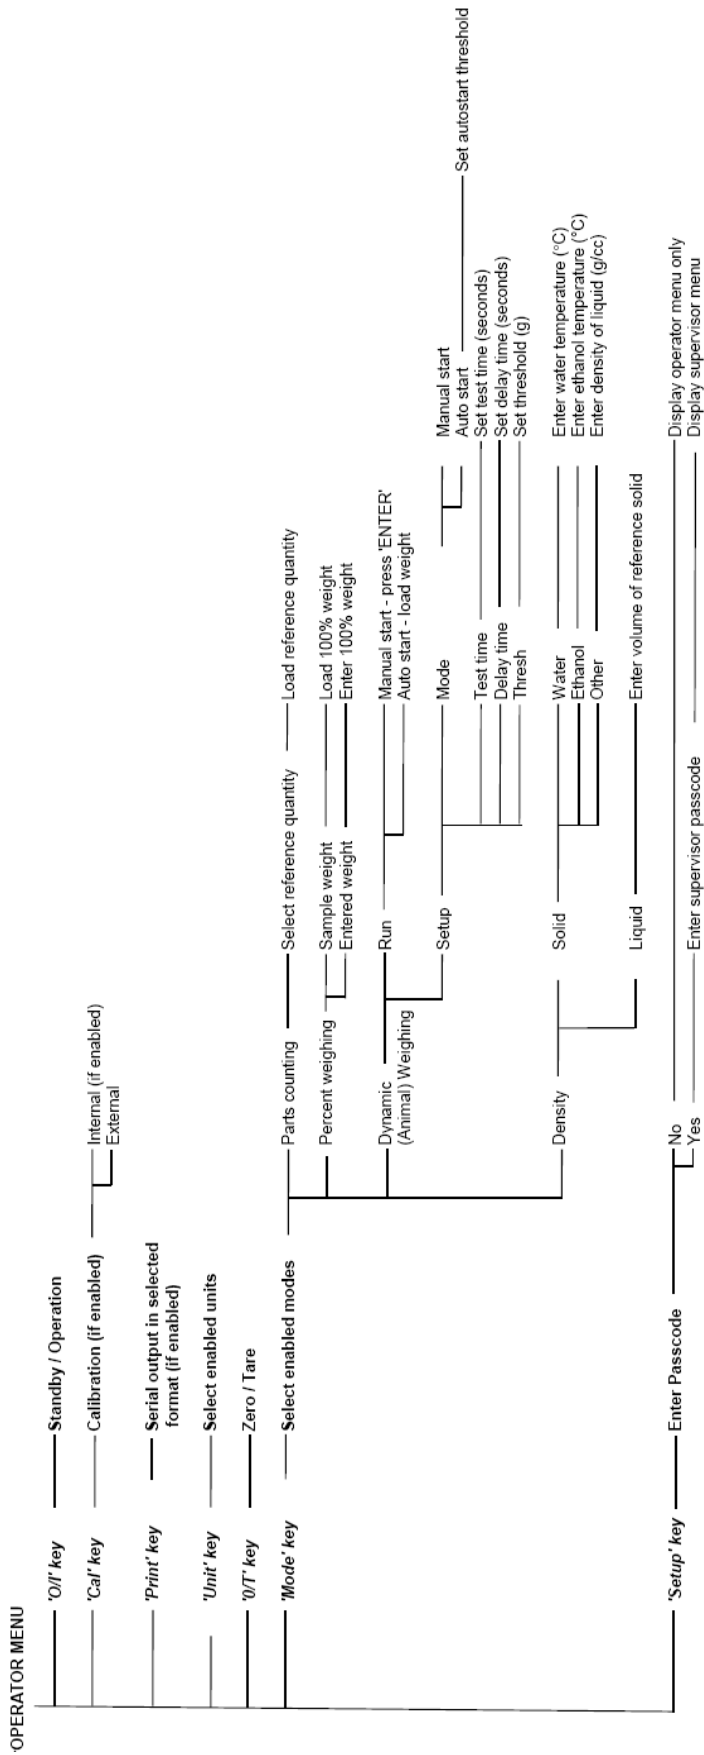 OPERATOR MENU
'O/I' key
Standby / Operation
'Cal' key
Calibration (if enabled)
Internal (if enabled)
External
'Print' key
Serial output in selected
format (if enabled)
'Unit' key
Select enabled units
'0/T' key
Zero / Tare
'Mode' key
Select enabled modes
Parts counting
Select reference quantity
Load reference quantity
Percent weighing
Sample weight
Load 100% weight
Entered weight
Enter 100% weight
Dynamic
(Animal) Weighing
Run
Manual start - press 'ENTER'
Auto start - load weight
Setup
Mode
Manual start
Auto start
Set autostart threshold
Test time
Set test time (seconds)
Delay time
Set delay time (seconds)
Thresh
Set threshold (g)
Density
Solid
Water
Enter water temperature (°C)
Ethanol
Enter ethanol temperature (°C)
Other
Enter density of liquid (g/cc)
Liquid
Enter volume of reference solid
'Setup' key
Enter Passcode
No
Display operator menu only
Yes
Enter supervisor passcode
Display supervisor menu